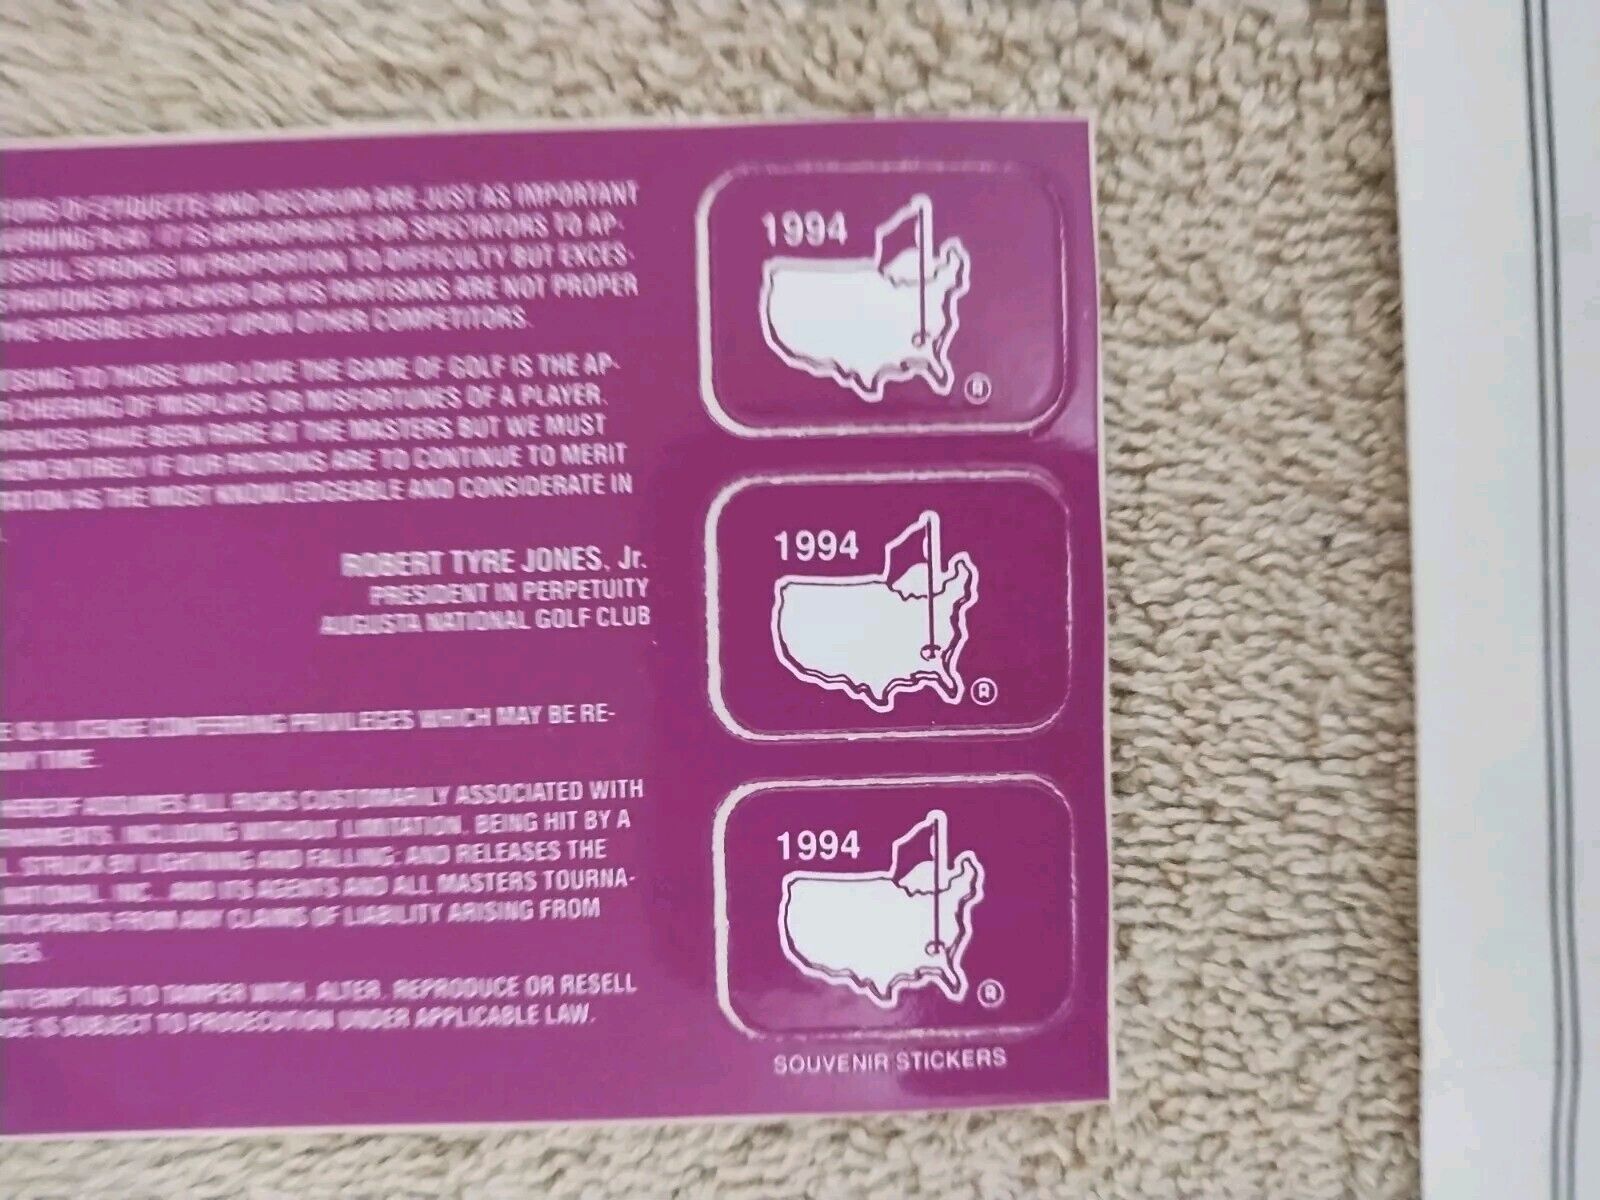 OF ETIQUETTE AND DECORUM ARE JUST AS IMPORTANT
PLAY. IT IS APPROPRIATE FOR SPECTATORS TO AP-
STROKES IN PROPORTION TO DIFFICULTY BUT EXCES-
BY A PLAYER OR HIS PARTISANS ARE NOT PROPER
THE POSSIBLE EFFECT UPON OTHER COMPETITORS.
TO THOSE WHO LOVE THE GAME OF GOLF IS THE AP-
CHEERING OF MISPLAYS OR MISFORTUNES OF A PLAYER.
HAVE BEEN RARE AT THE MASTERS BUT WE MUST
ENTIRELY IF OUR PATRONS ARE TO CONTINUE TO MERIT
AS THE MOST KNOWLEDGEABLE AND CONSIDERATE IN
ROBERT TYRE JONES, Jr.
PRESIDENT IN PERPETUITY
AUGUSTA NATIONAL GOLF CLUB
IS A LICENSE CONFERRING PRIVILEGES WHICH MAY BE RE-
TIME.
ASSUMES ALL RISKS CUSTOMARILY ASSOCIATED WITH
INCLUDING WITHOUT LIMITATION, BEING HIT BY A
STRUCK BY LIGHTNING AND FALLING; AND RELEASES THE
NATIONAL, INC. AND ITS AGENTS AND ALL MASTERS TOURNA-
FROM ANY CLAIMS OF LIABILITY ARISING FROM
ATTEMPTING TO TAMPER WITH, ALTER, REPRODUCE OR RESELL
IS SUBJECT TO PROSECUTION UNDER APPLICABLE LAW.
1994
®
1994
®
1994
®
SOUVENIR STICKERS